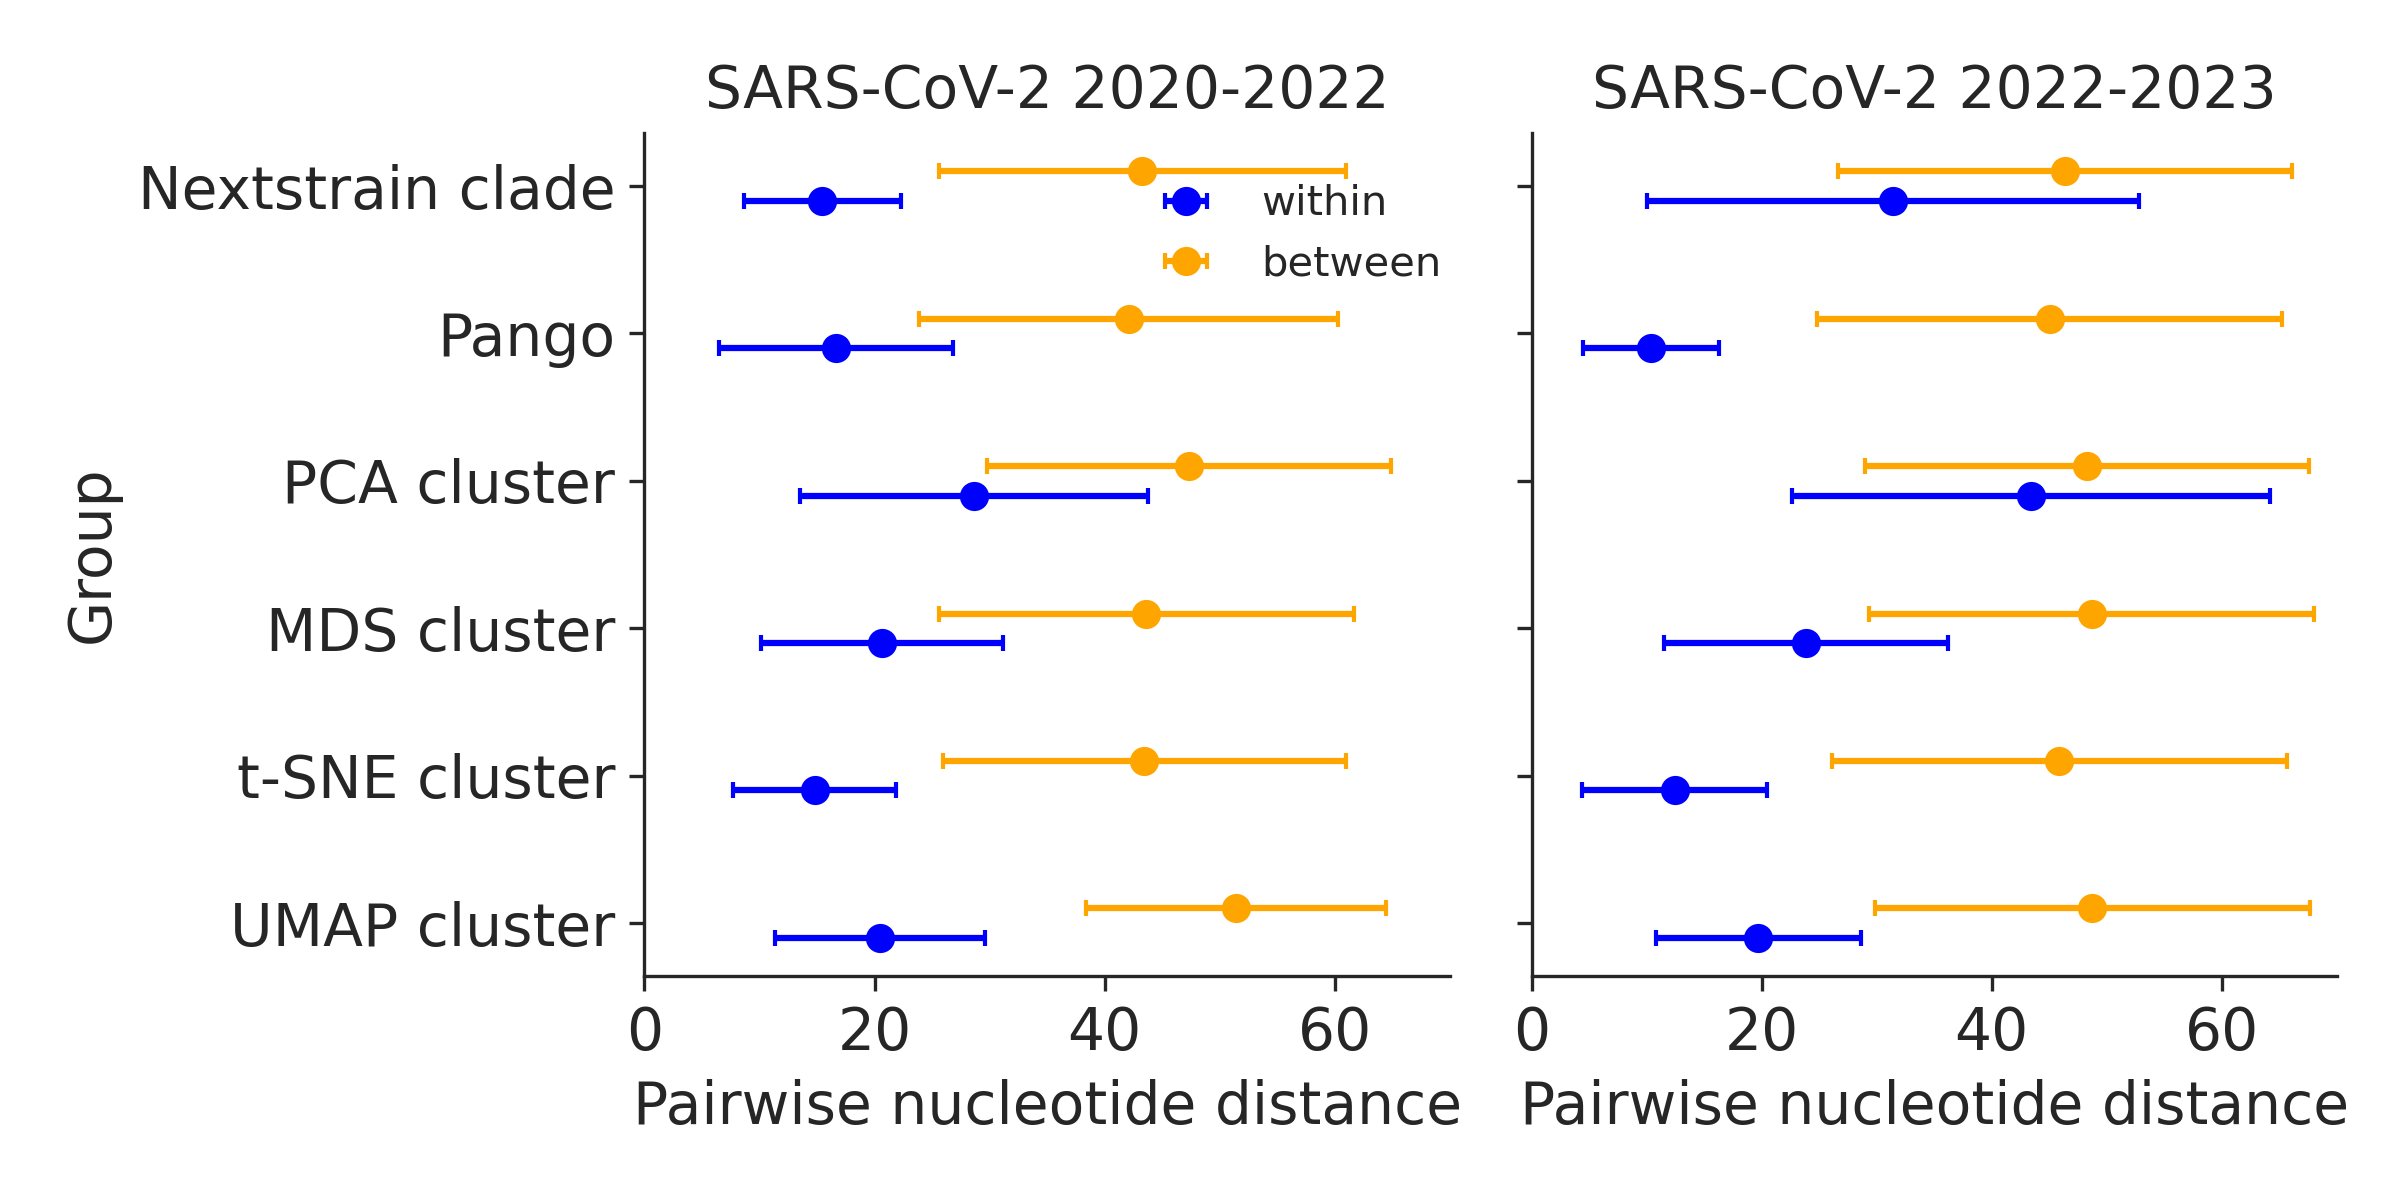 SARS-CoV-2 2020-2022
SARS-CoV-2 2022-2023
Nextstrain clade
Pango
PCA cluster
MDS cluster
t-SNE cluster
UMAP cluster
Group
within
between
0 20 40 60
0 20 40 60
Pairwise nucleotide distance
Pairwise nucleotide distance